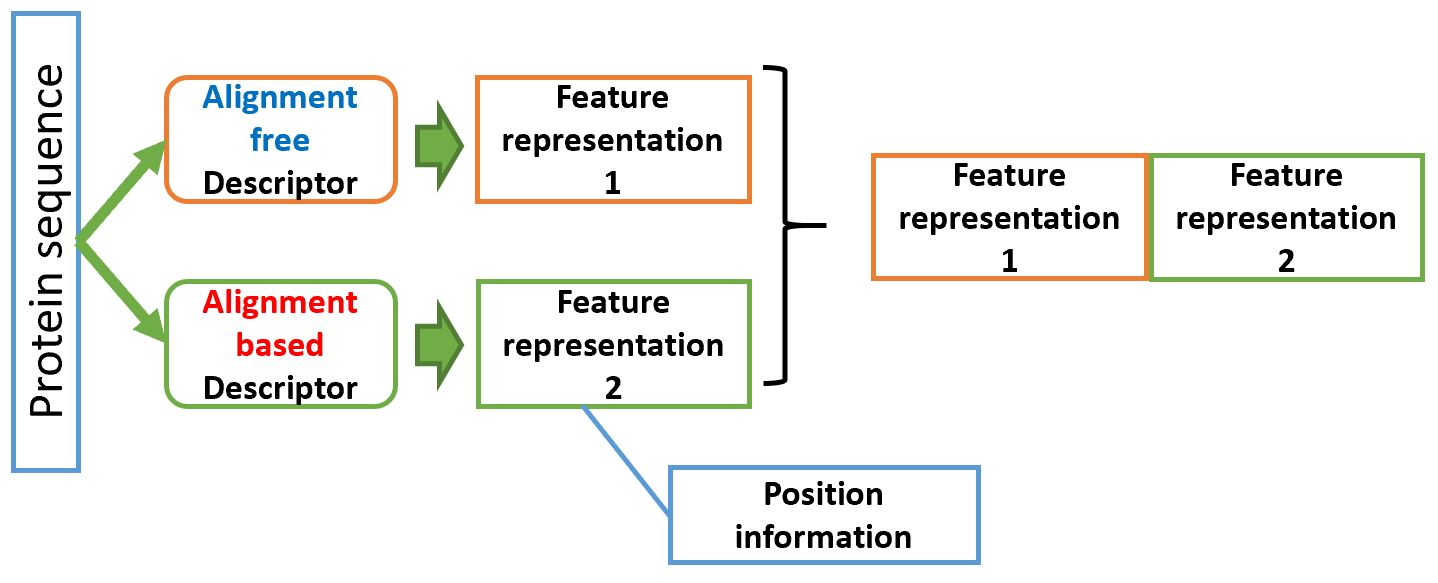 Protein sequence
Alignment
free
Descriptor
Feature
representation
1
Alignment
based
Descriptor
Feature
representation
2
Feature
representation
1
Feature
representation
2
Position
information